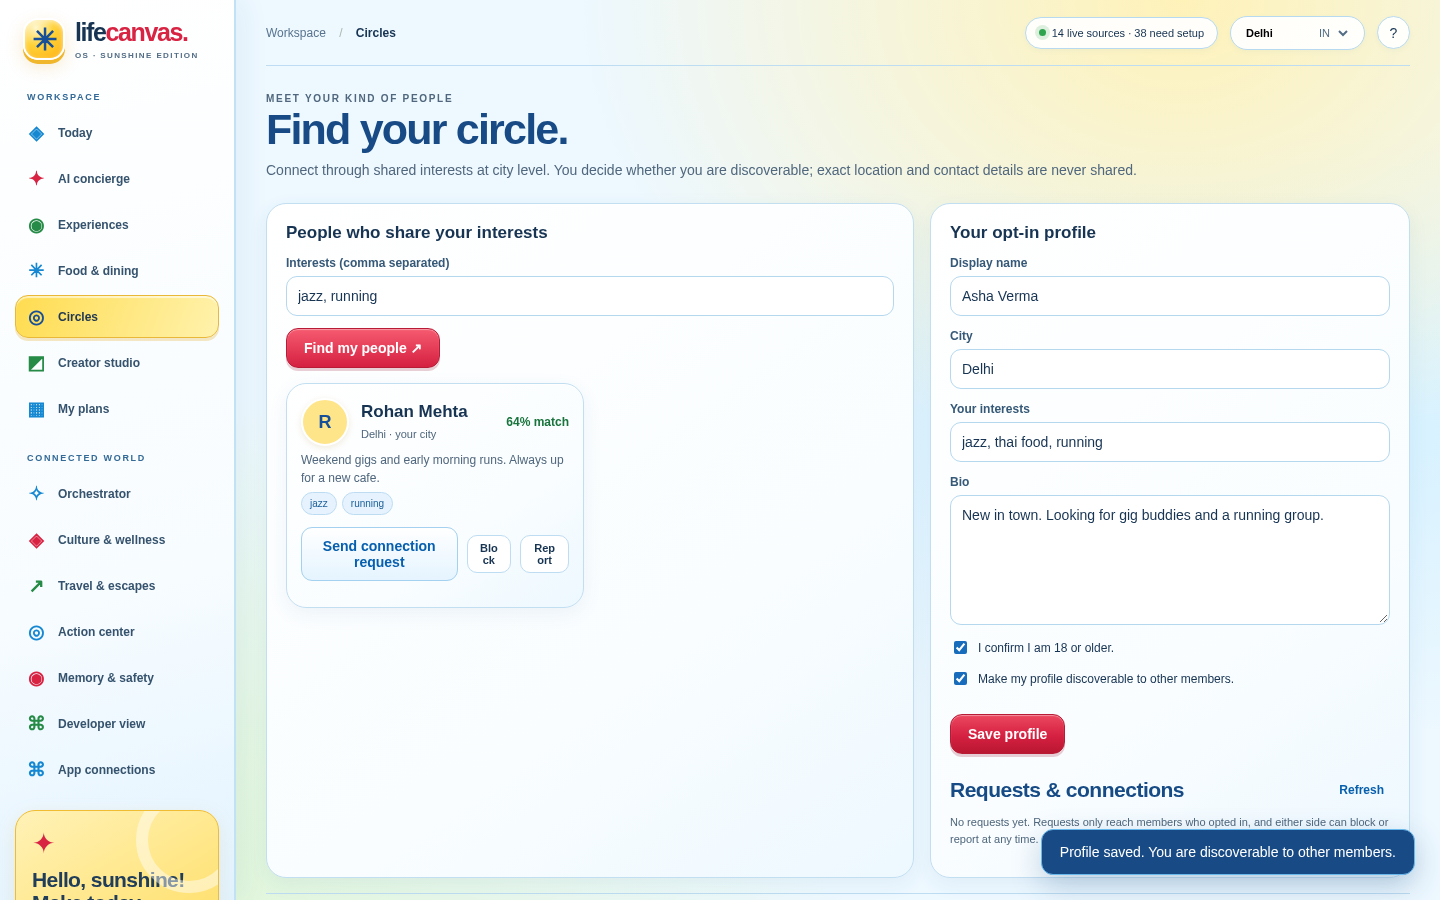 lifecanvas.
OS · SUNSHINE EDITION
WORKSPACE
Today
AI concierge
Experiences
Food & dining
Circles
Creator studio
My plans
CONNECTED WORLD
Orchestrator
Culture & wellness
Travel & escapes
Action center
Memory & safety
Developer view
App connections
Hello, sunshine!
Make today
Workspace / Circles
14 live sources · 38 need setup
Delhi IN
?
MEET YOUR KIND OF PEOPLE
Find your circle.
Connect through shared interests at city level. You decide whether you are discoverable; exact location and contact details are never shared.
People who share your interests
Interests (comma separated)
jazz, running
Find my people ↗
R
Rohan Mehta
Delhi · your city
64% match
Weekend gigs and early morning runs. Always up
for a new cafe.
jazz running
Send connection
request
Blo
ck
Rep
ort
Your opt-in profile
Display name
Asha Verma
City
Delhi
Your interests
jazz, thai food, running
Bio
New in town. Looking for gig buddies and a running group.
I confirm I am 18 or older.
Make my profile discoverable to other members.
Save profile
Requests & connections
Refresh
No requests yet. Requests only reach members who opted in, and either side can block or
report at any time.
Profile saved. You are discoverable to other members.